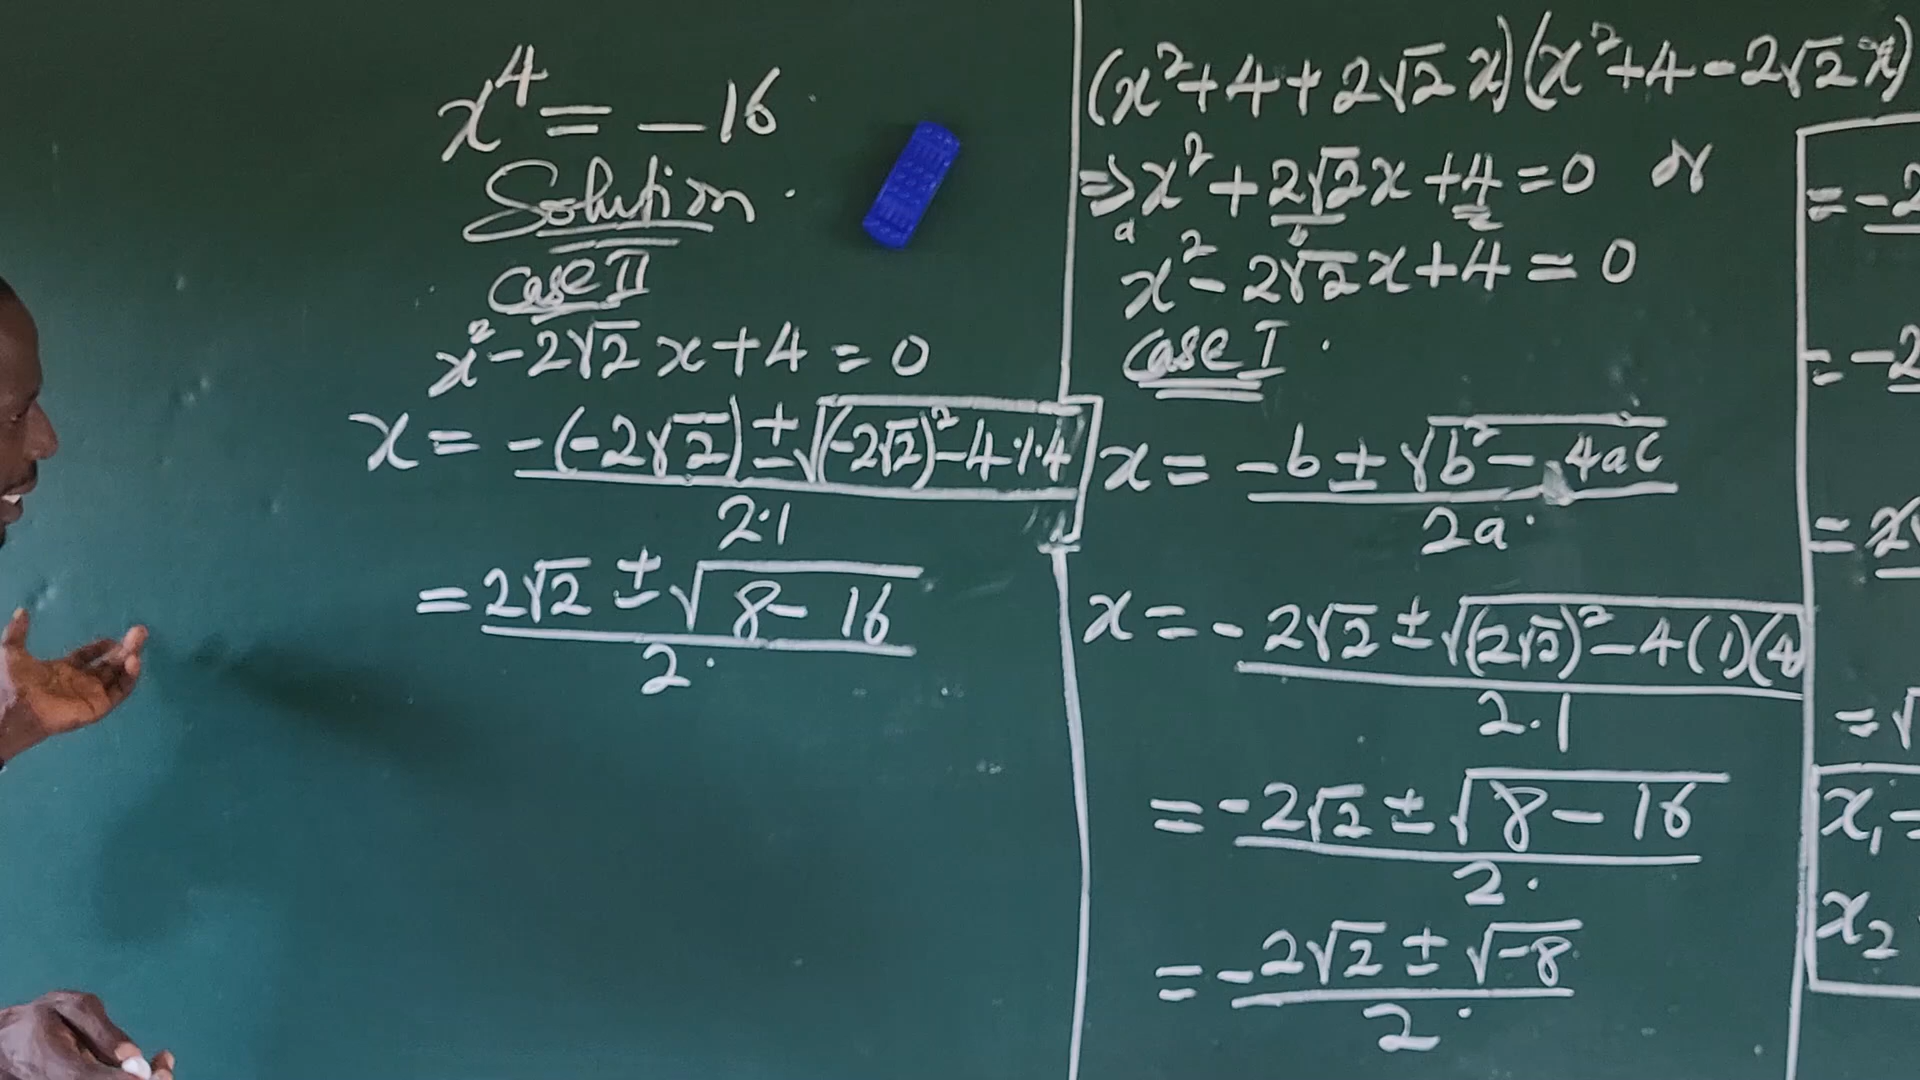 x⁴ = -16
Solution
Case II
x² - 2√2 x + 4 = 0
x = -(-2√2) ± √(-2√2)² - 4·1·4
2·1
= 2√2 ± √8 - 16
2
(x² + 4 + 2√2 x)(x² + 4 - 2√2 x)
⇒ x² + 2√2 x + 4 = 0 or
a b c
x² - 2√2 x + 4 = 0
Case I
x = -b ± √b² - 4ac
2a
x = -2√2 ± √(2√2)² - 4(1)(4)
2·1
= -2√2 ± √8 - 16
2
= -2√2 ± √-8
2
= -2
= -2
= 2√
= √
x₁ =
x₂